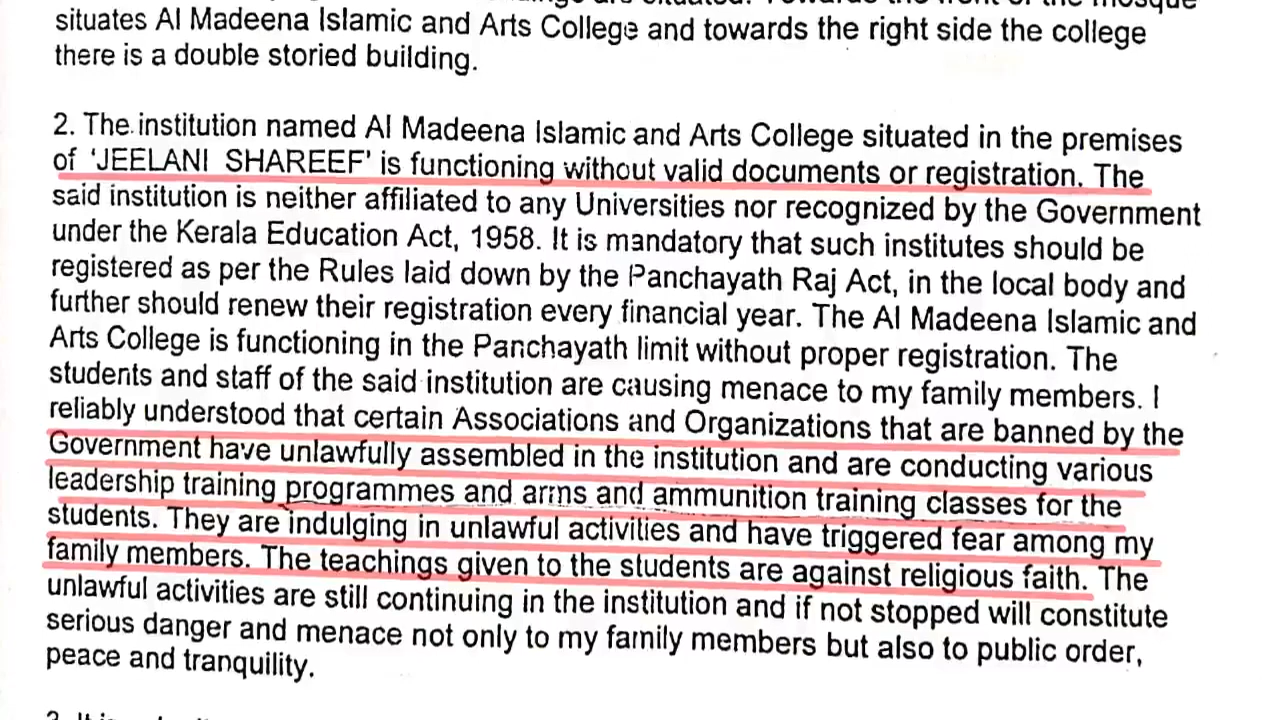 situates Al Madeena Islamic and Arts College and towards the right side the college
there is a double storied building.
2. The institution named Al Madeena Islamic and Arts College situated in the premises
of 'JEELANI SHAREEF' is functioning without valid documents or registration. The
said institution is neither affiliated to any Universities nor recognized by the Government
under the Kerala Education Act, 1958. It is mandatory that such institutes should be
registered as per the Rules laid down by the Panchayath Raj Act, in the local body and
further should renew their registration every financial year. The Al Madeena Islamic and
Arts College is functioning in the Panchayath limit without proper registration. The
students and staff of the said institution are causing menace to my family members. I
reliably understood that certain Associations and Organizations that are banned by the
Government have unlawfully assembled in the institution and are conducting various
leadership training programmes and arms and ammunition training classes for the
students. They are indulging in unlawful activities and have triggered fear among my
family members. The teachings given to the students are against religious faith. The
unlawful activities are still continuing in the institution and if not stopped will constitute
serious danger and menace not only to my family members but also to public order,
peace and tranquility.